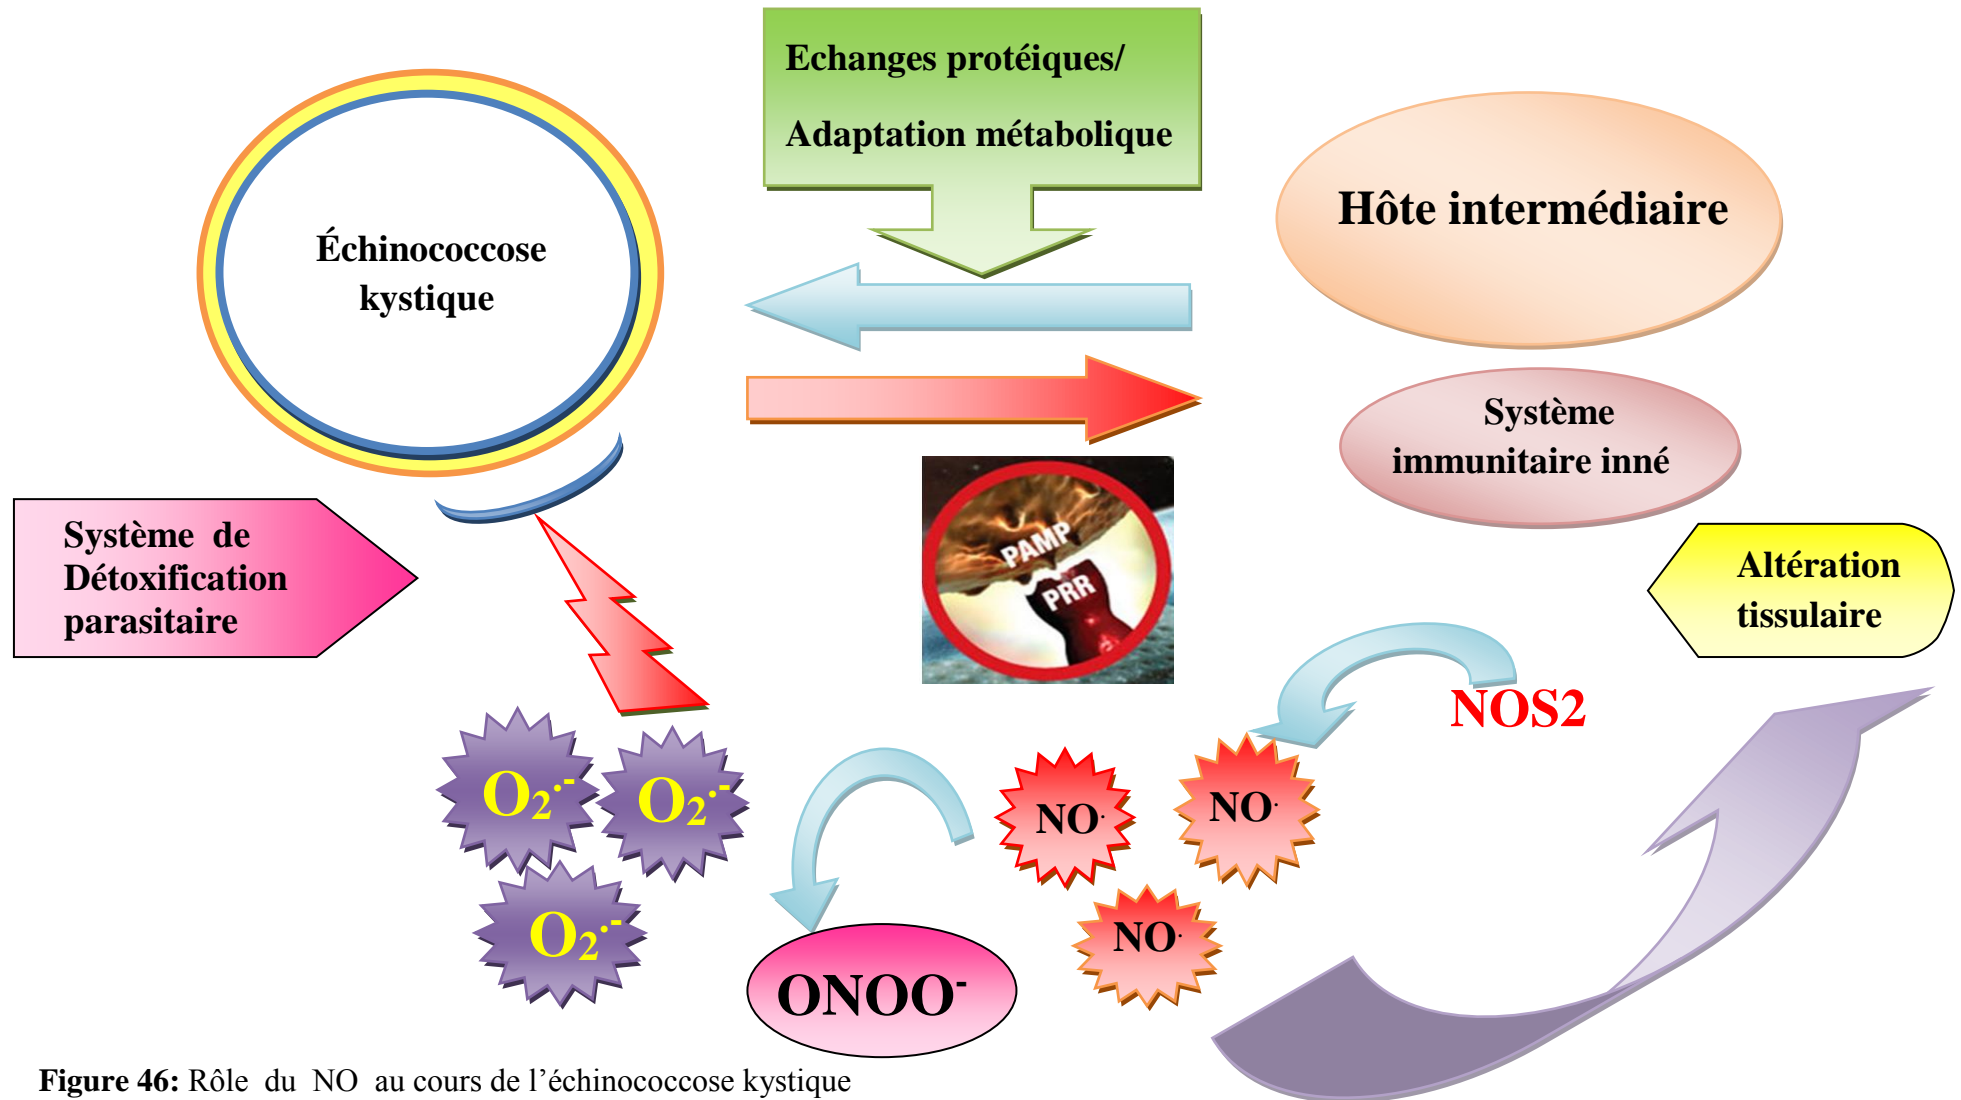 Echanges protéiques/
Adaptation métabolique
Échinococcose
kystique
Hôte intermédiaire
Système
immunitaire inné
Système de
Détoxification
parasitaire
PAMP
PRR
Altération
tissulaire
NOS2
O₂·⁻
O₂·⁻
O₂·⁻
NO·
NO·
NO·
ONOO⁻
Figure 46: Rôle du NO au cours de l’échinococcose kystique